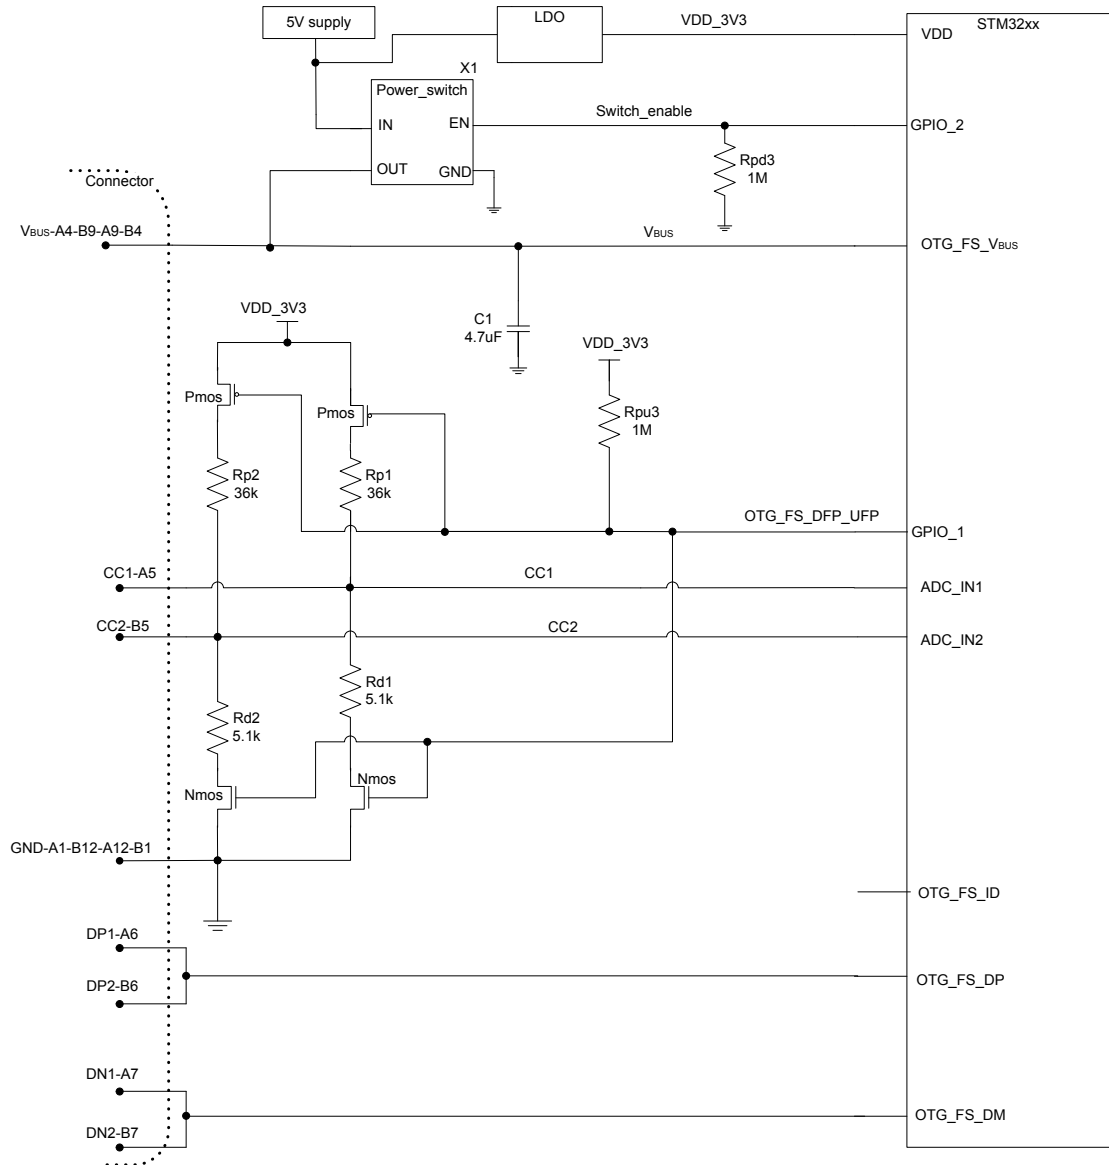 5V supply
LDO
VDD_3V3
STM32xx
VDD
X1
Power_switch
IN
EN
Switch_enable
GPIO_2
OUT
GND
Rpd3
1M
Connector
VBUS-A4-B9-A9-B4
VBUS
OTG_FS_VBUS
VDD_3V3
C1
4.7uF
VDD_3V3
Pmos
Pmos
Rpu3
1M
Rp2
36k
Rp1
36k
OTG_FS_DFP_UFP
GPIO_1
CC1-A5
CC1
ADC_IN1
CC2-B5
CC2
ADC_IN2
Rd1
5.1k
Rd2
5.1k
Nmos
Nmos
GND-A1-B12-A12-B1
OTG_FS_ID
DP1-A6
OTG_FS_DP
DP2-B6
DN1-A7
OTG_FS_DM
DN2-B7